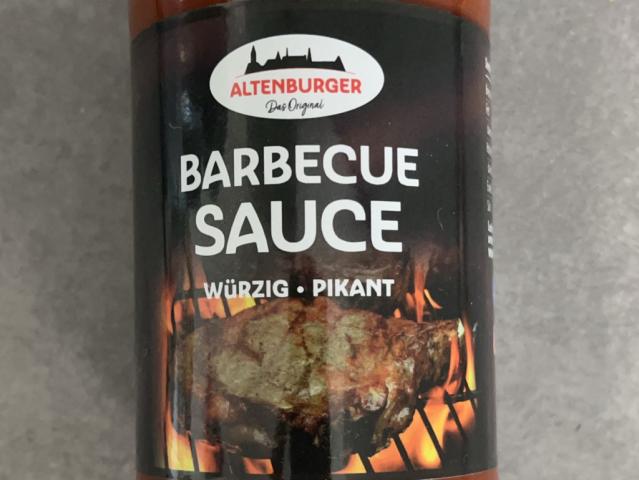 ALTENBURGER
Das Original
BARBECUE
SAUCE
WÜRZIG • PIKANT